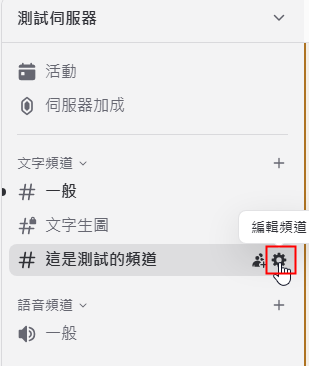 測試伺服器
活動
伺服器加成
文字頻道
一般
文字生圖
編輯頻道
這是測試的頻道
語音頻道
一般